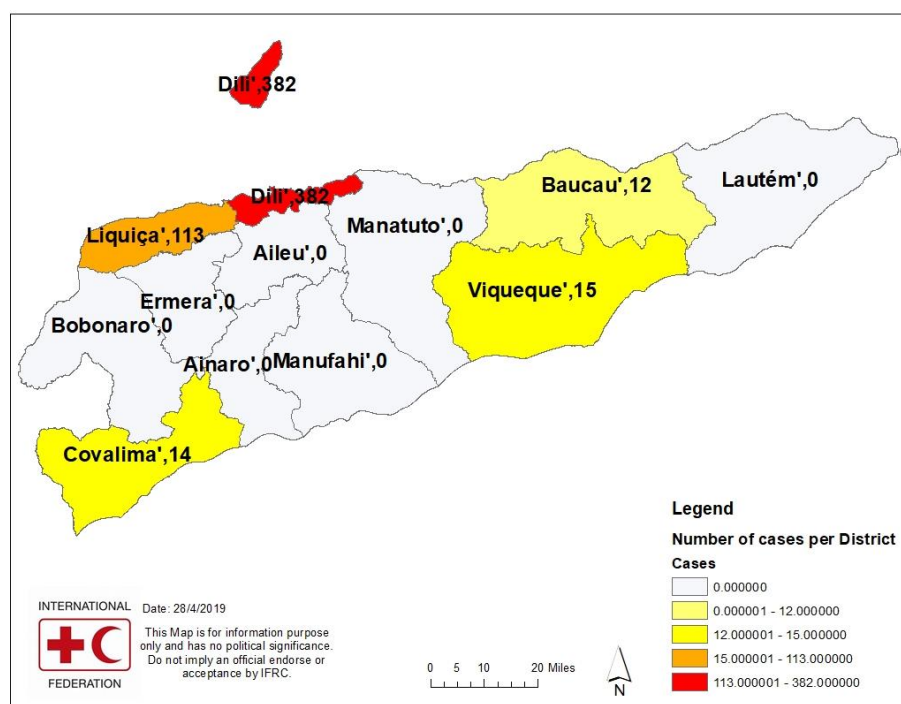 Dili',382
Dili',382
Baucau',12
Lautém',0
Manatuto',0
Liquiça',113
Aileu',0
Viqueque',15
Ermera',0
Bobonaro',0
Ainaro',0
Manufahi',0
Covalima',14
Legend
Number of cases per District
Cases
0.000000
0.000001 - 12.000000
12.000001 - 15.000000
15.000001 - 113.000000
113.000001 - 382.000000
INTERNATIONAL
FEDERATION
Date: 28/4/2019
This Map is for information purpose
only and has no political significance.
Do not imply an official endorse or
acceptance by IFRC.
0 5 10 20 Miles
N